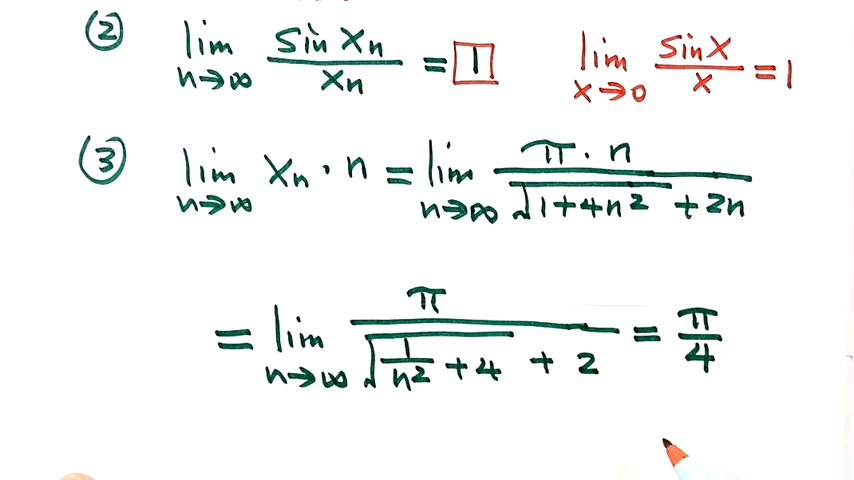 (2) lim n→∞ sin Xn / Xn = 1 lim x→0 sin x / x = 1
(3) lim n→∞ Xn · n = lim n→∞ π · n / √(1+4n²) + 2n
= lim n→∞ π / √(1/n² + 4) + 2 = π/4